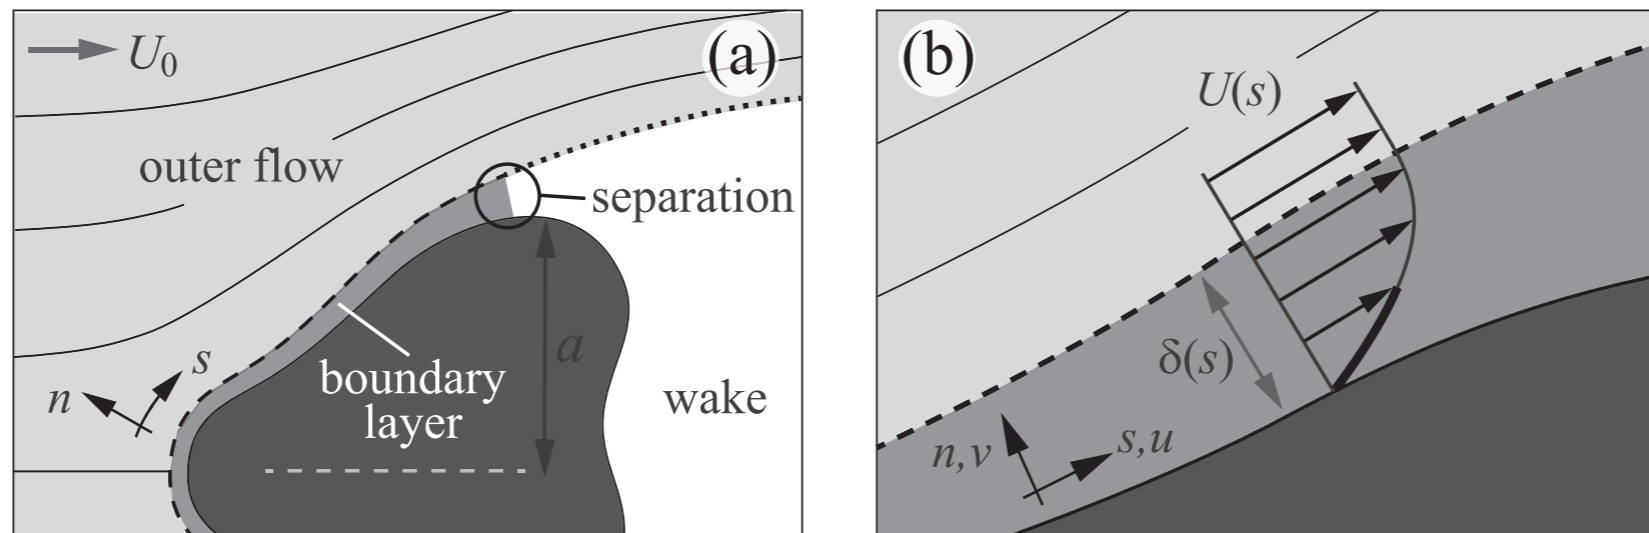 U₀
(a)
outer flow
separation
s
n
a
boundary
layer
wake
(b)
U(s)
δ(s)
n,v
s,u